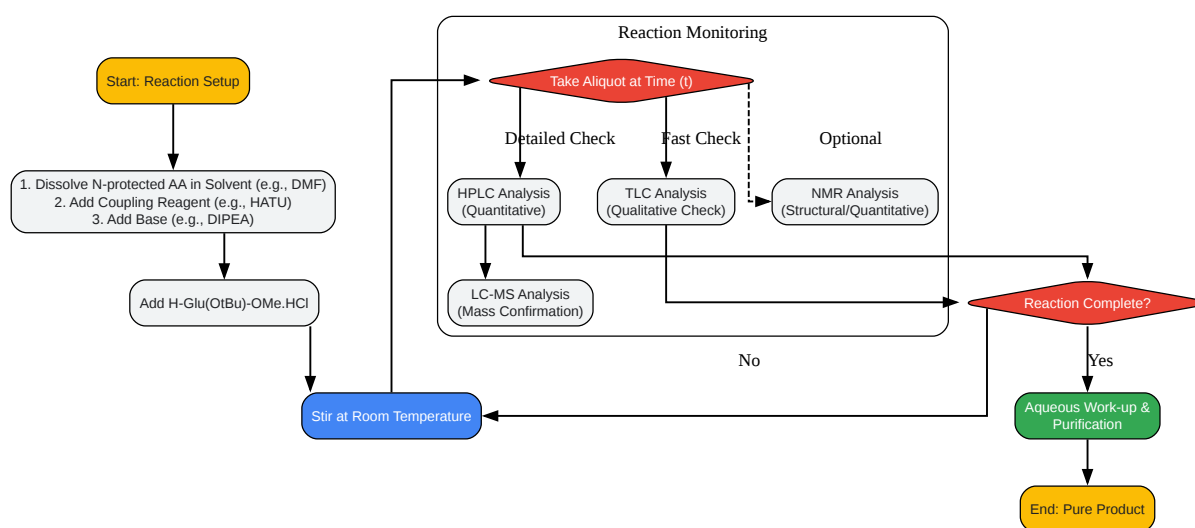 Reaction Monitoring
Start: Reaction Setup
Take Aliquot at Time (t)
Detailed Check
Fast Check
Optional
1. Dissolve N-protected AA in Solvent (e.g., DMF)
2. Add Coupling Reagent (e.g., HATU)
3. Add Base (e.g., DIPEA)
HPLC Analysis
(Quantitative)
TLC Analysis
(Qualitative Check)
NMR Analysis
(Structural/Quantitative)
Add H-Glu(OtBu)-OMe.HCl
LC-MS Analysis
(Mass Confirmation)
Reaction Complete?
No
Yes
Stir at Room Temperature
Aqueous Work-up &
Purification
End: Pure Product